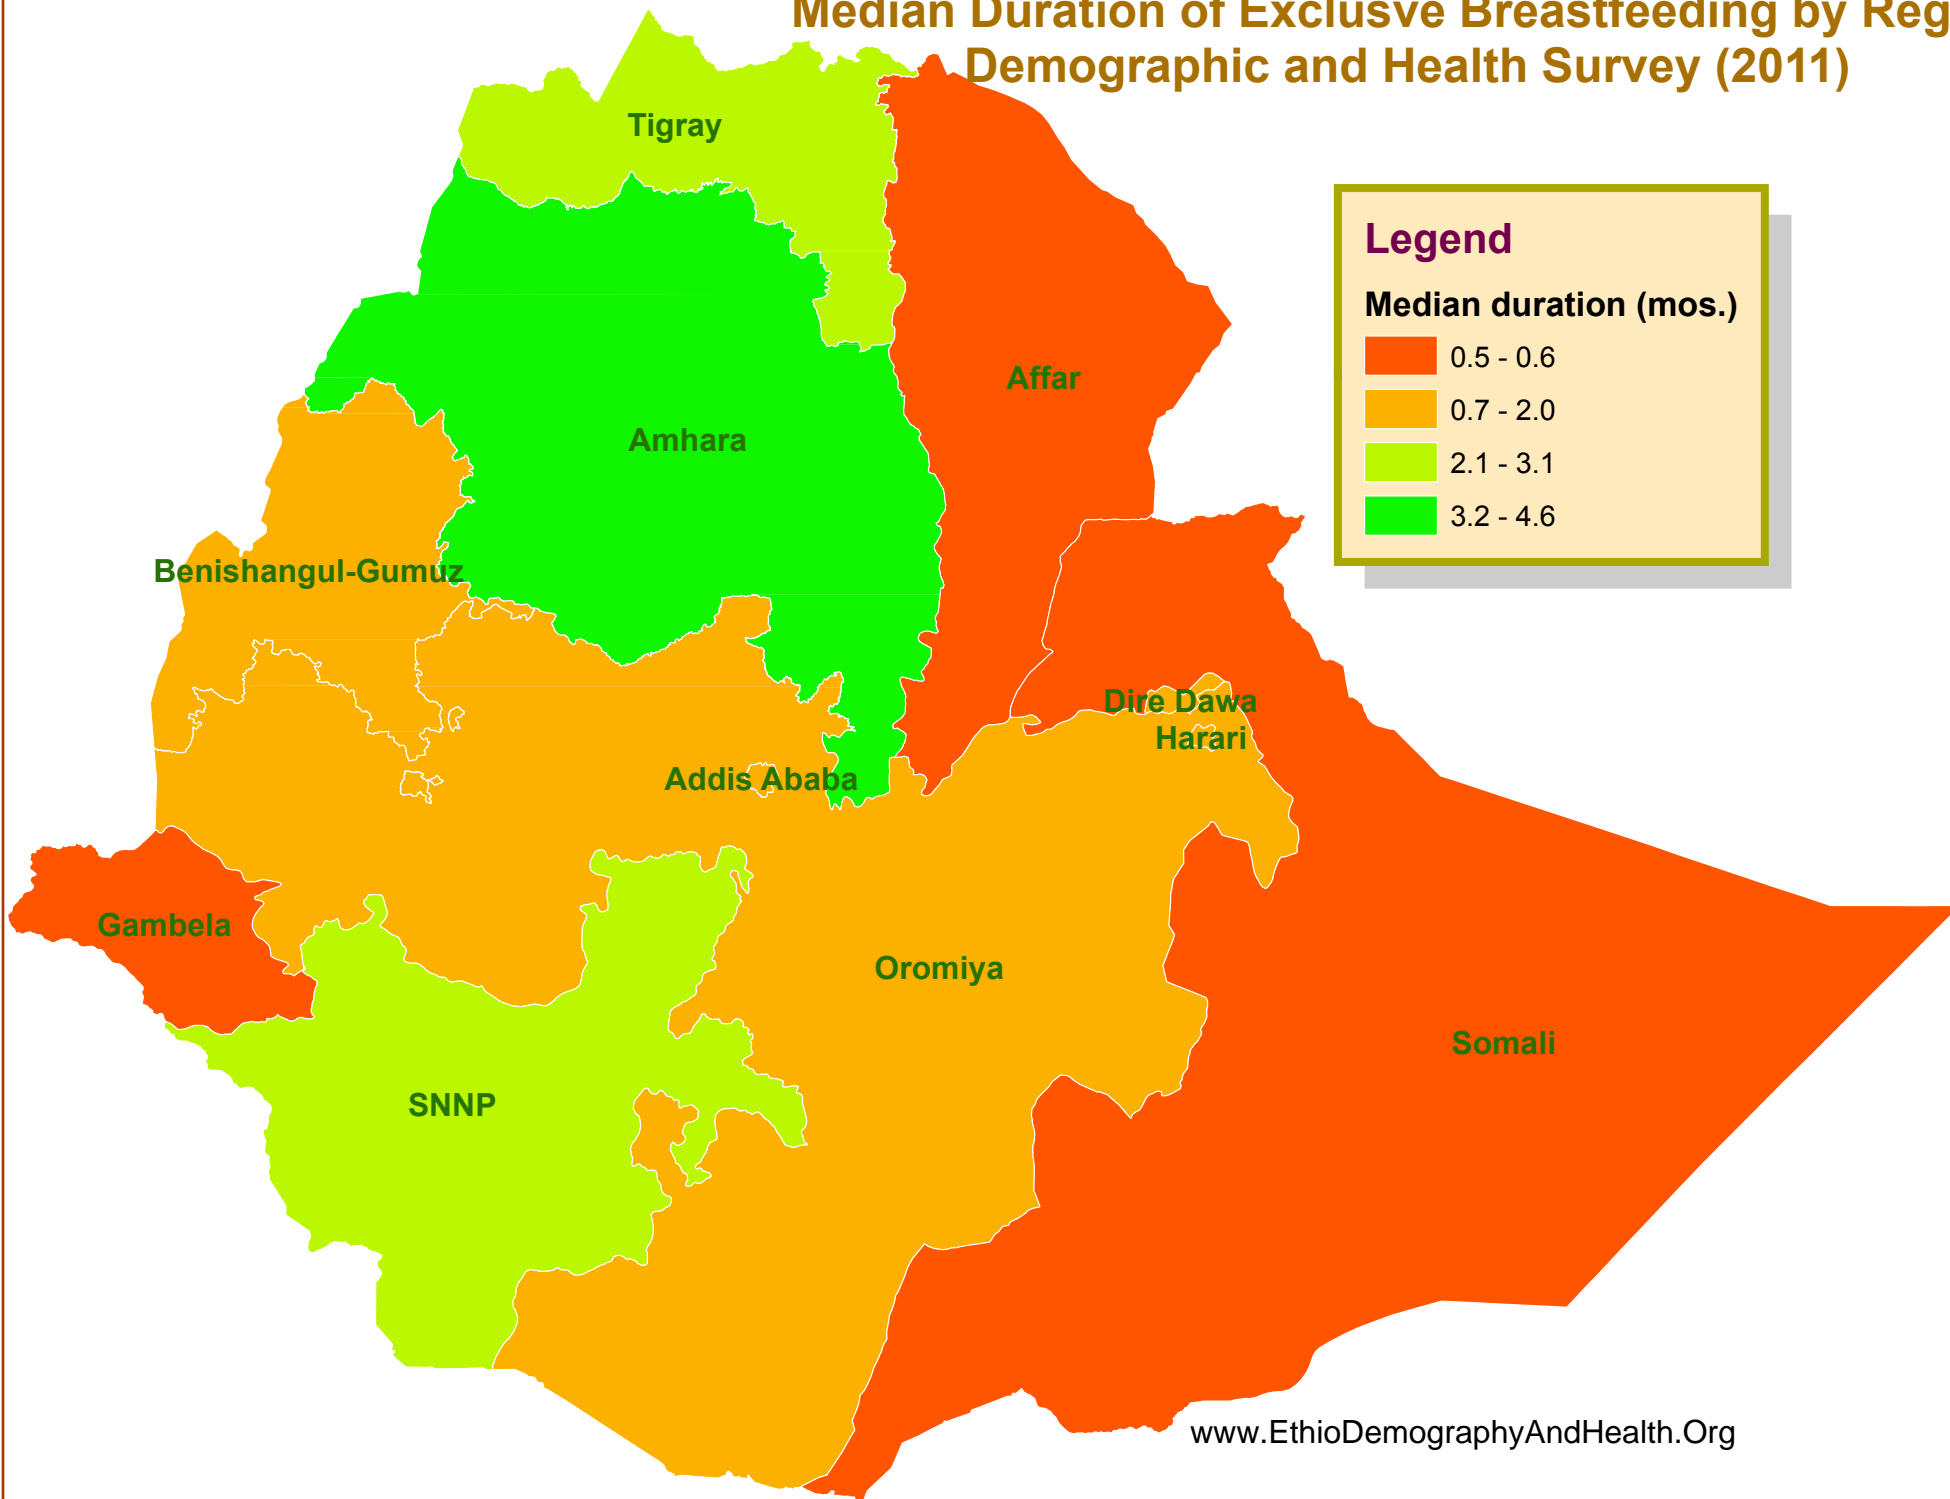 Median Duration of Exclusve Breastfeeding by Reg
Demographic and Health Survey (2011)
Tigray
Legend
Median duration (mos.)
0.5 - 0.6
0.7 - 2.0
2.1 - 3.1
3.2 - 4.6
Affar
Amhara
Benishangul-Gumuz
Dire Dawa
Harari
Addis Ababa
Gambela
Oromiya
Somali
SNNP
www.EthioDemographyAndHealth.Org